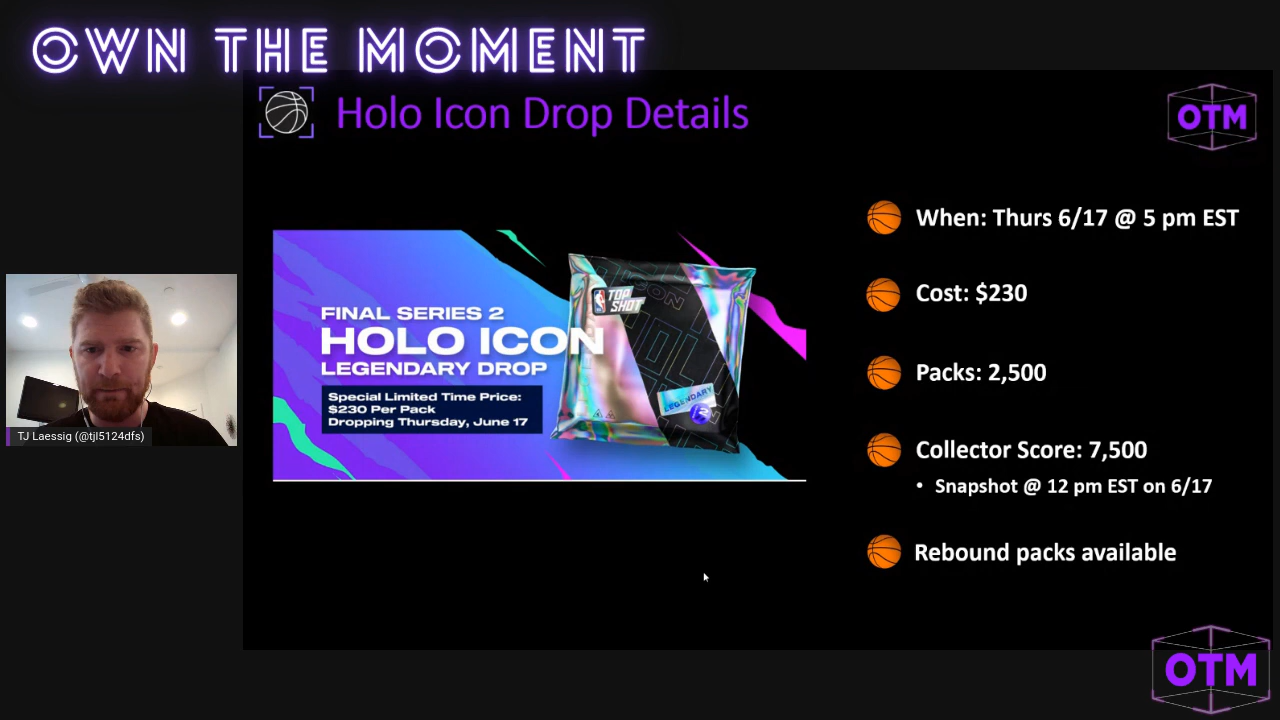 OWN THE MOMENT
Holo Icon Drop Details
OTM
FINAL SERIES 2
HOLO ICON
LEGENDARY DROP
Special Limited Time Price:
$230 Per Pack
Dropping Thursday, June 17
NBA
TOP
SHOT
ICON
HOLO
LEGENDARY
When: Thurs 6/17 @ 5 pm EST
Cost: $230
Packs: 2,500
Collector Score: 7,500
• Snapshot @ 12 pm EST on 6/17
Rebound packs available
TJ Laessig (@tjl5124dfs)
OTM